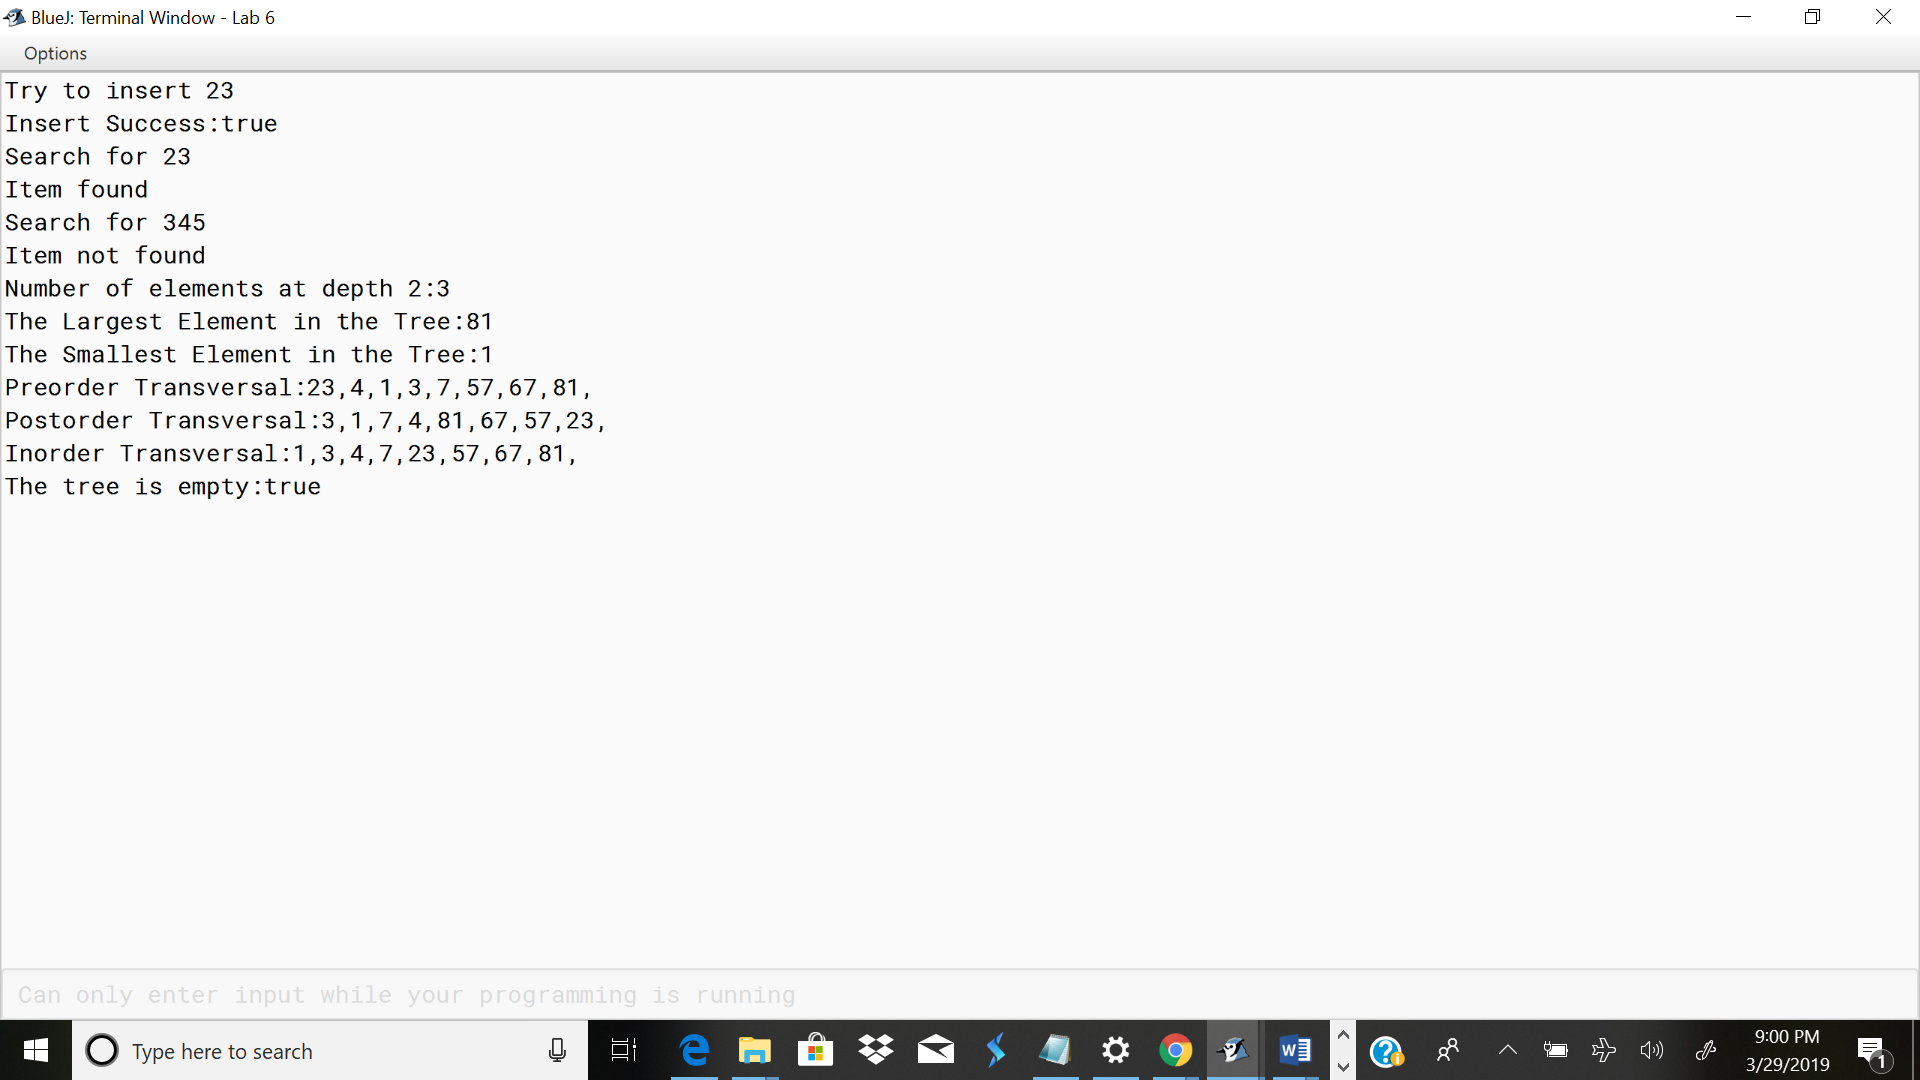 BlueJ: Terminal Window - Lab 6
Options
Try to insert 23
Insert Success:true
Search for 23
Item found
Search for 345
Item not found
Number of elements at depth 2:3
The Largest Element in the Tree:81
The Smallest Element in the Tree:1
Preorder Transversal:23,4,1,3,7,57,67,81,
Postorder Transversal:3,1,7,4,81,67,57,23,
Inorder Transversal:1,3,4,7,23,57,67,81,
The tree is empty:true
Can only enter input while your programming is running
Type here to search
9:00 PM
3/29/2019
1